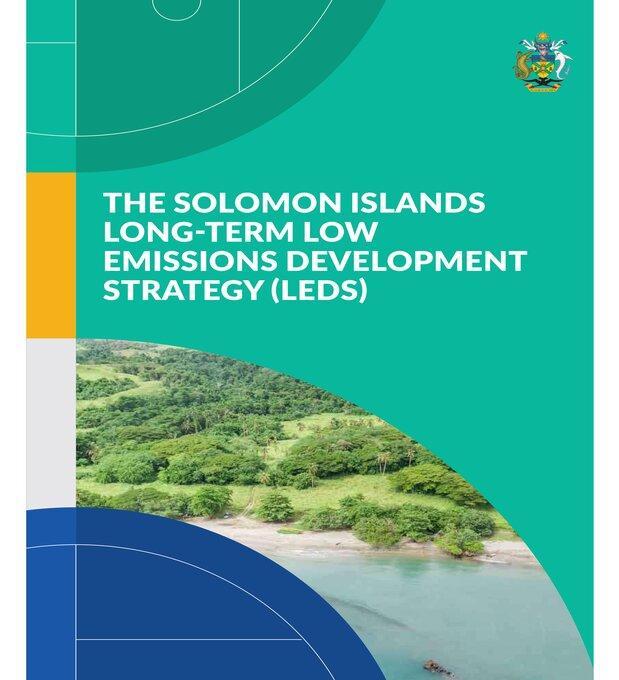 THE SOLOMON ISLANDS
LONG-TERM LOW
EMISSIONS DEVELOPMENT
STRATEGY (LEDS)